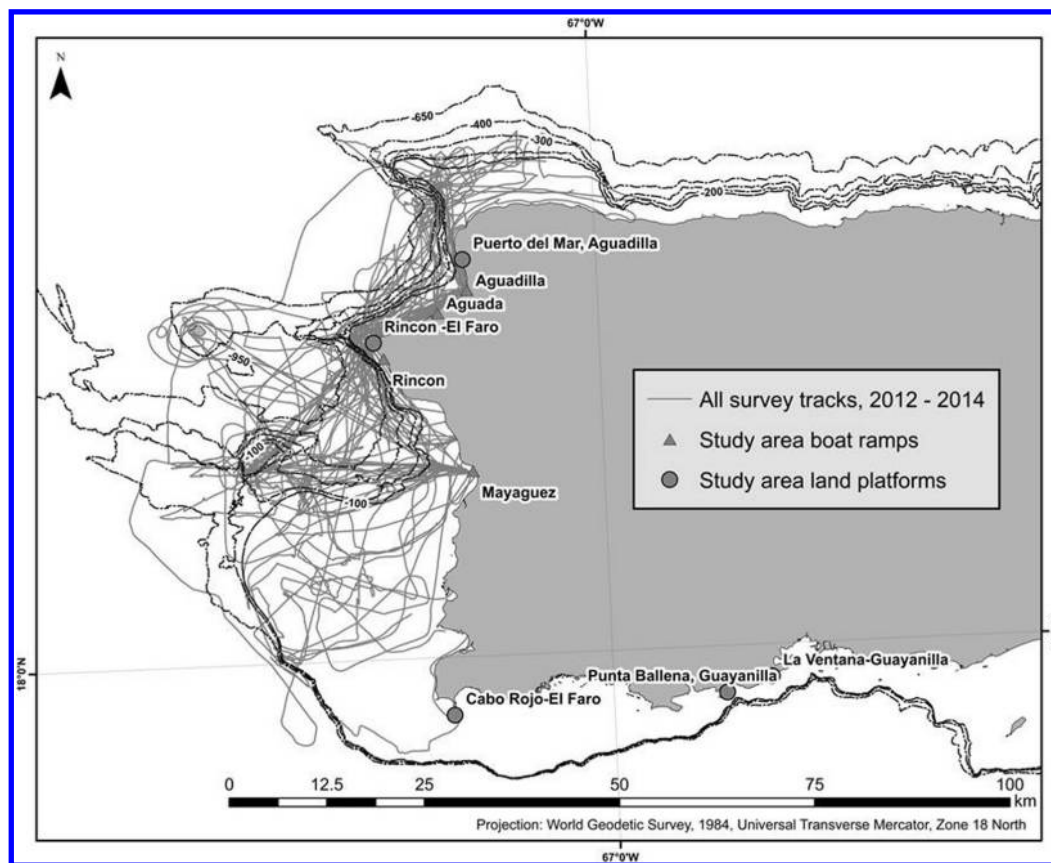 67°0'W
N
-650
-400
-300
-200
Puerto del Mar, Aguadilla
Aguadilla
Aguada
Rincon -El Faro
-950
Rincon
All survey tracks, 2012 - 2014
Study area boat ramps
Study area land platforms
-100
Mayaguez
-100
18°0'N
La Ventana-Guayanilla
Punta Ballena, Guayanilla
Cabo Rojo-El Faro
0 12.5 25 50 75 100
km
Projection: World Geodetic Survey, 1984, Universal Transverse Mercator, Zone 18 North
67°0'W